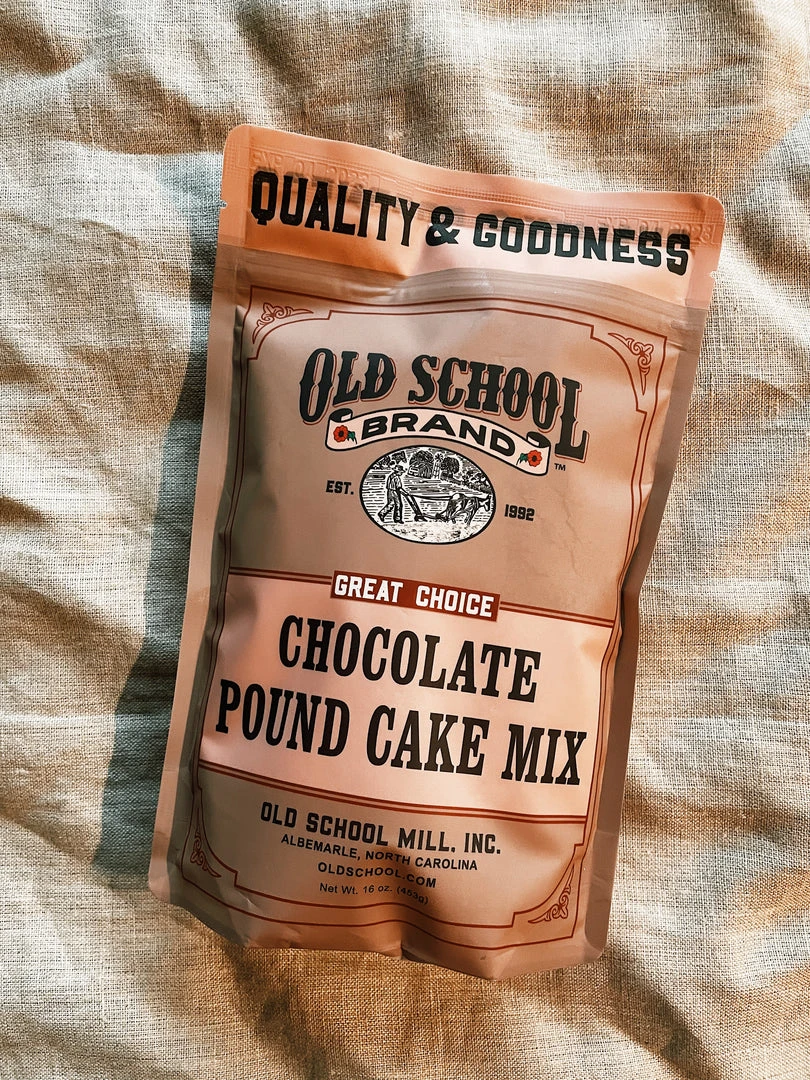 QUALITY & GOODNESS
OLD SCHOOL
BRAND
TM
EST.
1992
GREAT CHOICE
CHOCOLATE
POUND CAKE MIX
OLD SCHOOL MILL, INC.
ALBEMARLE, NORTH CAROLINA
OLDSCHOOL.COM
Net Wt. 16 oz. (453g)